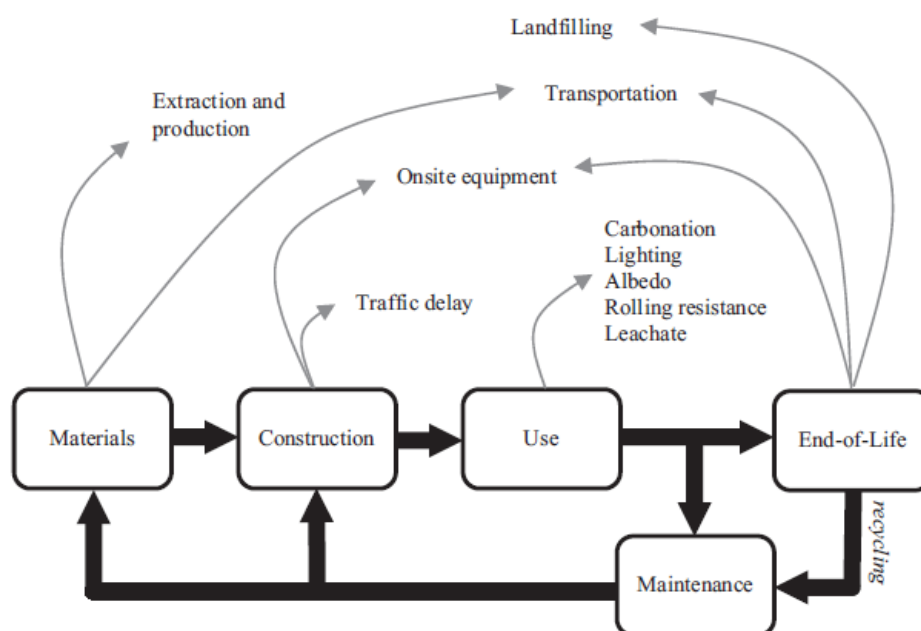 Landfilling
Transportation
Extraction and
production
Onsite equipment
Carbonation
Lighting
Albedo
Rolling resistance
Leachate
Traffic delay
Materials
Construction
Use
End-of-Life
recycling
Maintenance